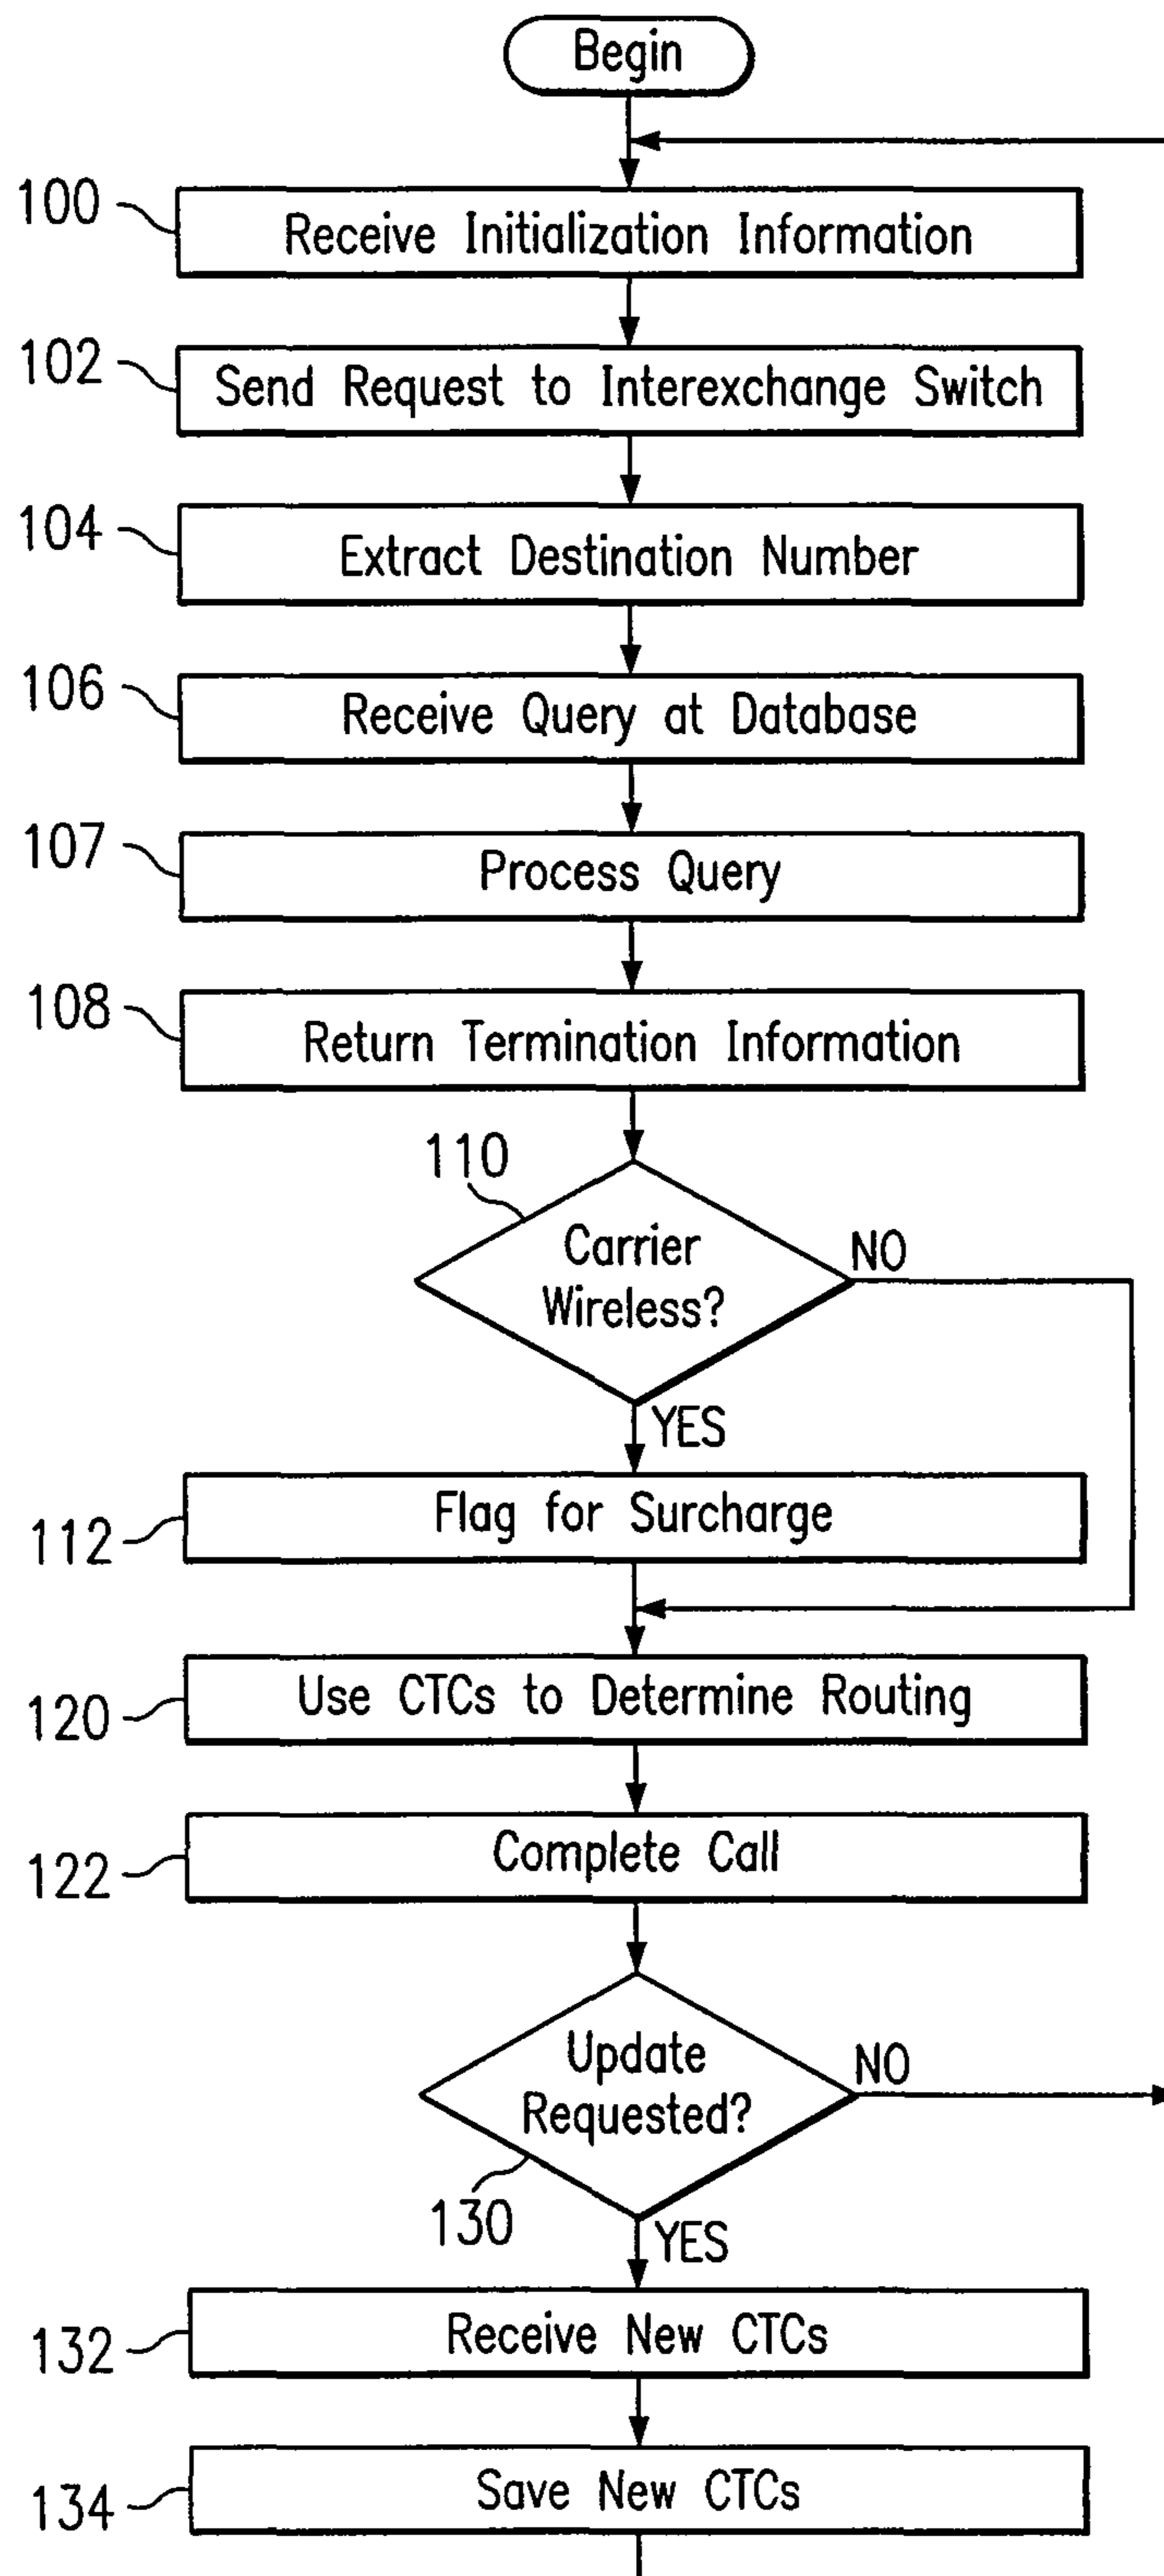 Begin
100
Receive Initialization Information
102
Send Request to Interexchange Switch
104
Extract Destination Number
106
Receive Query at Database
107
Process Query
108
Return Termination Information
110
Carrier
Wireless?
NO
YES
112
Flag for Surcharge
120
Use CTCs to Determine Routing
122
Complete Call
Update
Requested?
NO
130
YES
132
Receive New CTCs
134
Save New CTCs